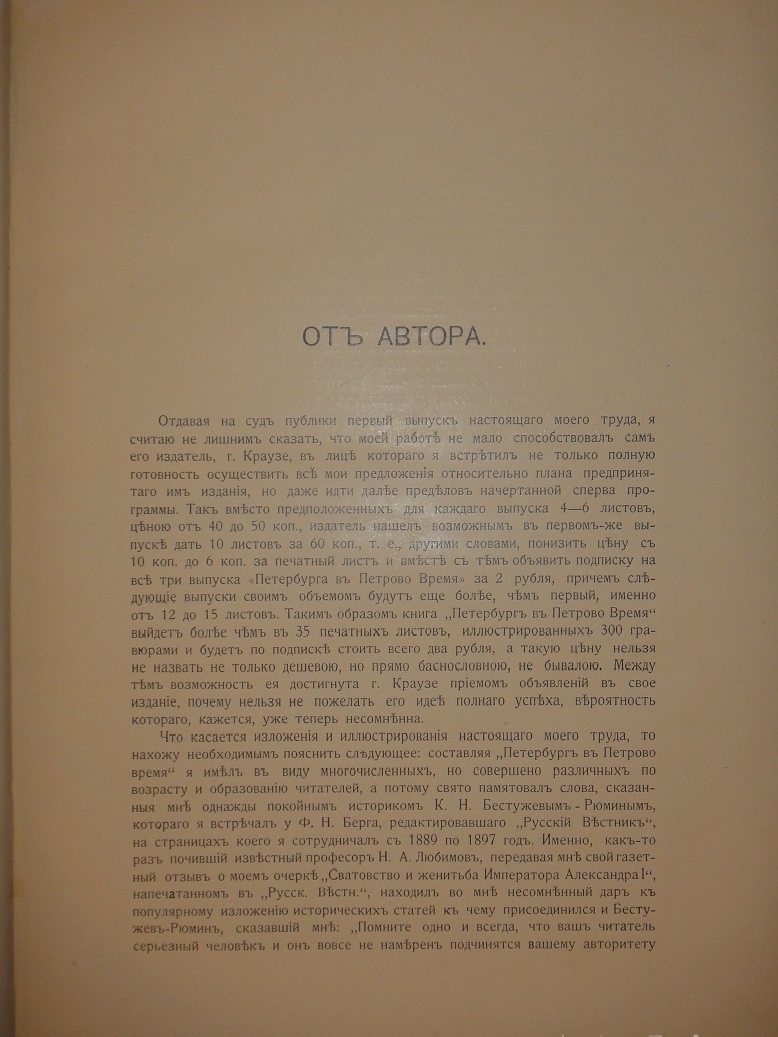 ОТЪ АВТОРА.
Отдавая на судъ публики первый выпускъ настоящаго моего труда, я
считаю не лишнимъ сказать, что моей работѣ не мало способствовалъ самъ
его издатель, г. Краузе, въ лицѣ котораго я встрѣтилъ не только полную
готовность осуществить всѣ мои предложенія относительно плана предприня-
таго имъ изданія, но даже идти далѣе предѣловъ начертанной сперва про-
граммы. Такъ вмѣсто предположенныхъ для каждаго выпуска 4—6 листовъ,
цѣною отъ 40 до 50 коп., издатель нашелъ возможнымъ въ первомъ-же вы-
пускѣ дать 10 листовъ за 60 коп., т. е., другими словами, понизить цѣну съ
10 коп. до 6 коп. за печатный листъ и вмѣстѣ съ тѣмъ объявить подписку на
всѣ три выпуска «Петербурга въ Петрово Время» за 2 рубля, причемъ слѣ-
дующіе выпуски своимъ объемомъ будутъ еще болѣе, чѣмъ первый, именно
отъ 12 до 15 листовъ. Такимъ образомъ книга „Петербургъ въ Петрово Время“
выйдетъ болѣе чѣмъ въ 35 печатныхъ листовъ, иллюстрированныхъ 300 гра-
вюрами и будетъ по подпискѣ стоить всего два рубля, а такую цѣну нельзя
не назвать не только дешевою, но прямо баснословною, не бывалою. Между
тѣмъ возможность ея достигнута г. Краузе пріемомъ объявленій въ свое
изданіе, почему нельзя не пожелать его идеѣ полнаго успѣха, вѣроятность
котораго, кажется, уже теперь несомнѣнна.
Что касается изложенія и иллюстрированія настоящаго моего труда, то
нахожу необходимымъ пояснить слѣдующее: составляя „Петербургъ въ Петрово
время“ я имѣлъ въ виду многочисленныхъ, но совершено различныхъ по
возрасту и образованію читателей, а потому свято памятовалъ слова, сказан-
ныя мнѣ однажды покойнымъ историкомъ К. Н. Бестужевымъ-Рюминымъ,
котораго я встрѣчалъ у Ф. Н. Берга, редактировавшаго „Русскій Вѣстникъ“,
на страницахъ коего я сотрудничалъ съ 1889 по 1897 годъ. Именно, какъ-то
разъ почившій извѣстный професоръ Н. А. Любимовъ, передавая мнѣ свой газет-
ный отзывъ о моемъ очеркѣ „Сватовство и женитьба Императора Александра I“,
напечатанномъ въ „Русск. Вѣстн.“, находилъ во мнѣ несомнѣнный даръ къ
популярному изложенію историческихъ статей къ чему присоединился и Бесту-
жевъ-Рюминъ, сказавшій мнѣ: „Помните одно и всегда, что вашъ читатель
серьезный человѣкъ и онъ вовсе не намѣренъ подчинятся вашему авторитету